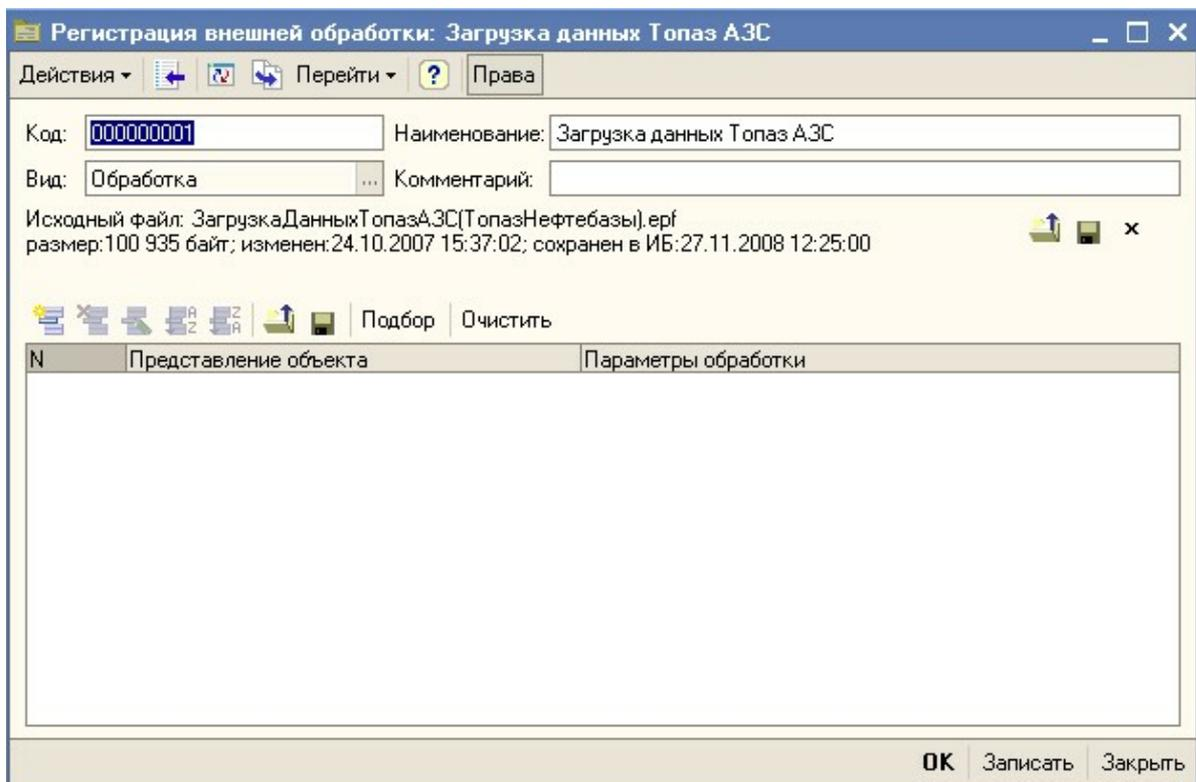 Регистрация внешней обработки: Загрузка данных Топаз АЗС
Действия Перейти ? Права
Код: 000000001 Наименование: Загрузка данных Топаз АЗС
Вид: Обработка ... Комментарий:
Исходный файл: ЗагрузкаДанныхТопазАЗС(ТопазНефтебазы).epf
размер:100 935 байт; изменен:24.10.2007 15:37:02; сохранен в ИБ:27.11.2008 12:25:00
Подбор Очистить
N Представление объекта Параметры обработки
OK Записать Закрыть